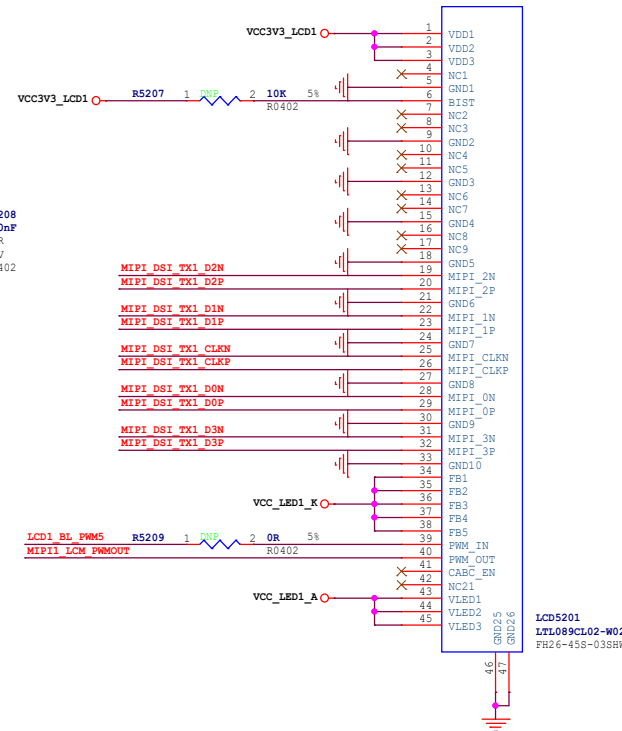 VCC3V3_LCD1
1 VDD1
2 VDD2
3 VDD3
4 NC1
5 GND1
VCC3V3_LCD1 R5207 1 DNP 2 10K 5% 6 BIST
R0402
7 NC2
8 NC3
9 GND2
10 NC4
11 NC5
12 GND3
13 NC6
14 NC7
15 GND4
16 NC8
17 NC9
18 GND5
208
0nF
R
V
402
MIPI_DSI_TX1_D2N 19 MIPI_2N
MIPI_DSI_TX1_D2P 20 MIPI_2P
21 GND6
MIPI_DSI_TX1_D1N 22 MIPI_1N
MIPI_DSI_TX1_D1P 23 MIPI_1P
24 GND7
MIPI_DSI_TX1_CLKN 25 MIPI_CLKN
MIPI_DSI_TX1_CLKP 26 MIPI_CLKP
27 GND8
MIPI_DSI_TX1_D0N 28 MIPI_0N
MIPI_DSI_TX1_D0P 29 MIPI_0P
30 GND9
MIPI_DSI_TX1_D3N 31 MIPI_3N
MIPI_DSI_TX1_D3P 32 MIPI_3P
33 GND10
34 FB1
35 FB2
VCC_LED1_K 36 FB3
37 FB4
38 FB5
LCD1_BL_PWM5 R5209 1 DNP 2 0R 5% 39 PWM_IN
MIPI1_LCM_PWMOUT R0402 40 PWM_OUT
41 CABC_EN
42 NC21
VCC_LED1_A 43 VLED1
44 VLED2
45 VLED3
GND25
GND26
46
47
LCD5201
LTL089CL02-W02
FH26-45S-03SHW